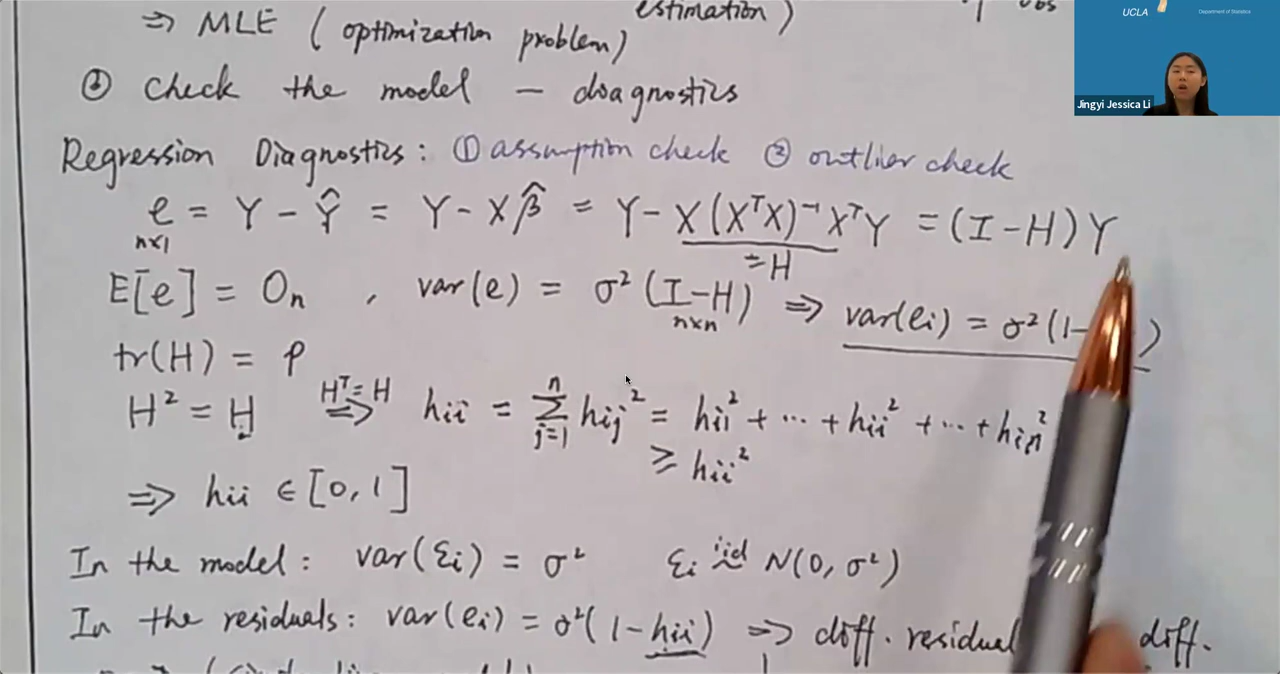 estimation)
obs
⇒ MLE ( optimization problem)
② Check the model — diagnostics
Regression Diagnostics : ① assumption check ② outlier check
e = Y - Ŷ = Y - Xβ̂ = Y - X(XᵀX)⁻¹XᵀY = (I-H)Y
n×1
=H
E[e] = 0ₙ , var(e) = σ²(I-H) ⇒ var(ei) = σ²(1- )
n×n
tr(H) = p
H² = H Hᵀ=H ⇒ hii = Σ hij² = hi1² + ... + hii² + ... + hin²
n
j=1
≥ hii²
⇒ hii ∈ [0, 1]
In the model : var(εi) = σ² εi iid ~ N(0, σ²)
In the residuals : var(ei) = σ²(1-hii) ⇒ diff. residual diff.
UCLA
Department of Statistics
Jingyi Jessica Li